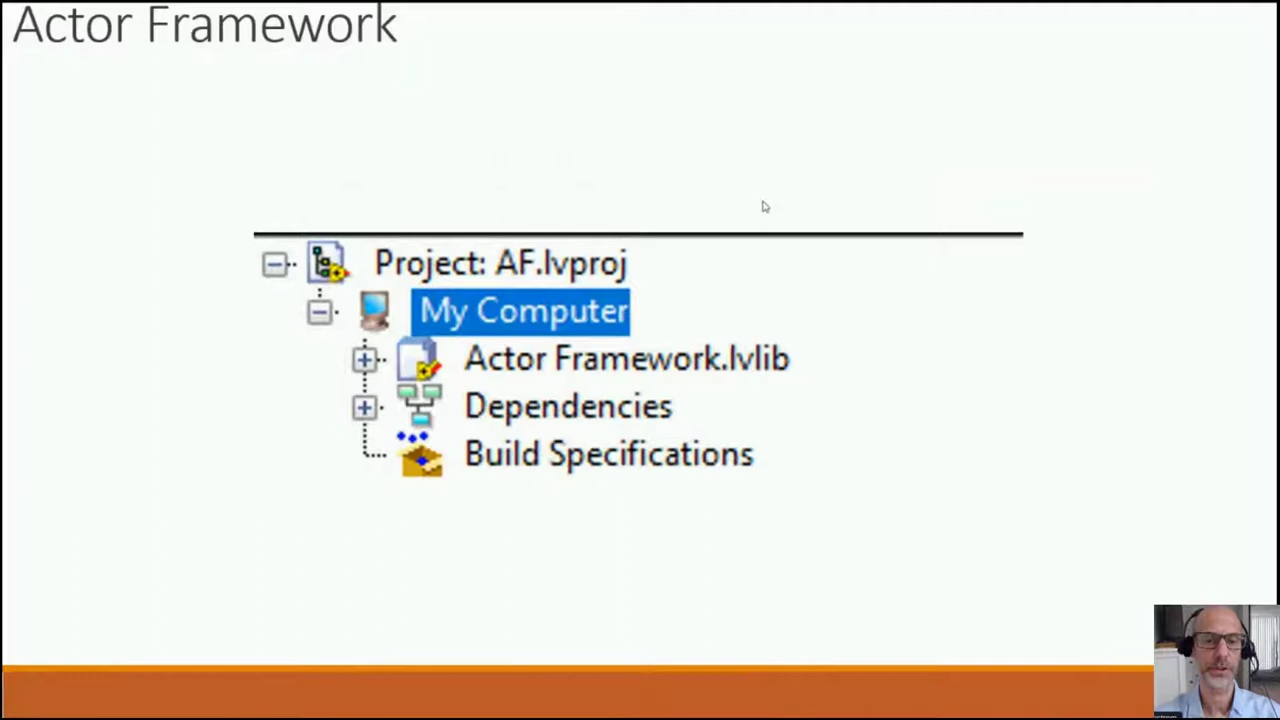 Actor Framework
Project: AF.lvproj
My Computer
Actor Framework.lvlib
Dependencies
Build Specifications